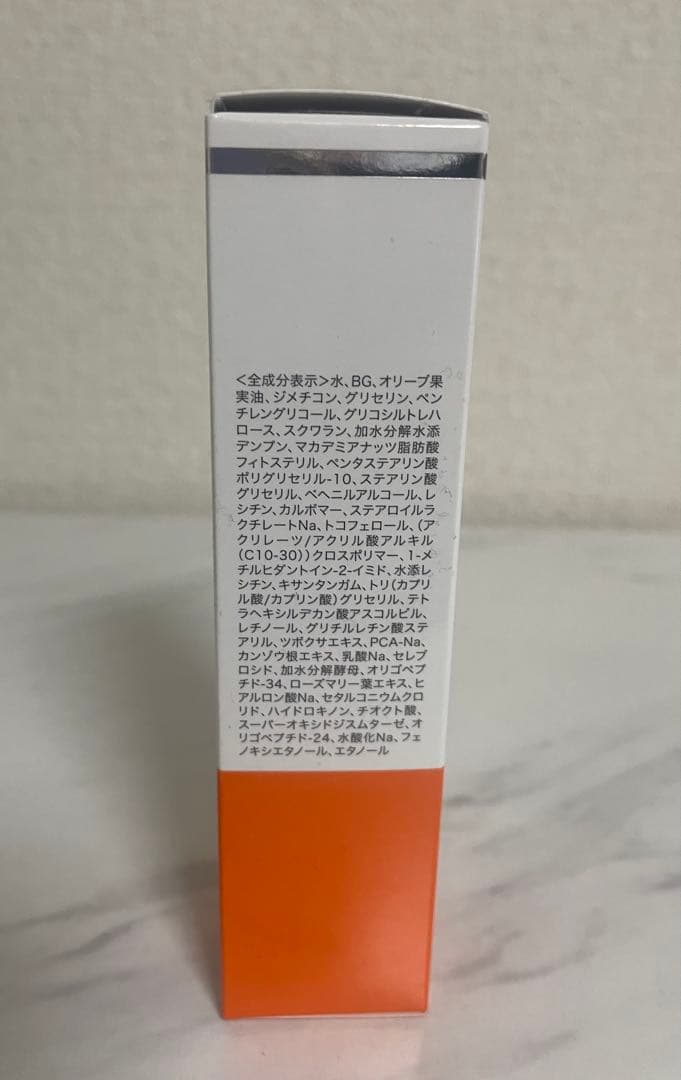 ＜全成分表示＞水、BG、オリーブ果
実油、ジメチコン、グリセリン、ペン
チレングリコール、グリコシルトレハ
ロース、スクワラン、加水分解水添
デンプン、マカデミアナッツ脂肪酸
フィトステリル、ペンタステアリン酸
ポリグリセリル-10、ステアリン酸
グリセリル、ベヘニルアルコール、レ
シチン、カルボマー、ステアロイルラ
クチレートNa、トコフェロール、（ア
クリレーツ/アクリル酸アルキル
（C10-30））クロスポリマー、1-メ
チルヒダントイン-2-イミド、水添レ
シチン、キサンタンガム、トリ（カプリ
ル酸/カプリン酸）グリセリル、テト
ラヘキシルデカン酸アスコルビル、
レチノール、グリチルレチン酸ステ
アリル、ツボクサエキス、PCA-Na、
カンゾウ根エキス、乳酸Na、セレブ
ロシド、加水分解酵母、オリゴペプ
チド-34、ローズマリー葉エキス、ヒ
アルロン酸Na、セタルコニウムクロ
リド、ハイドロキノン、チオクト酸、
スーパーオキシドジスムターゼ、オ
リゴペプチド-24、水酸化Na、フェ
ノキシエタノール、エタノール